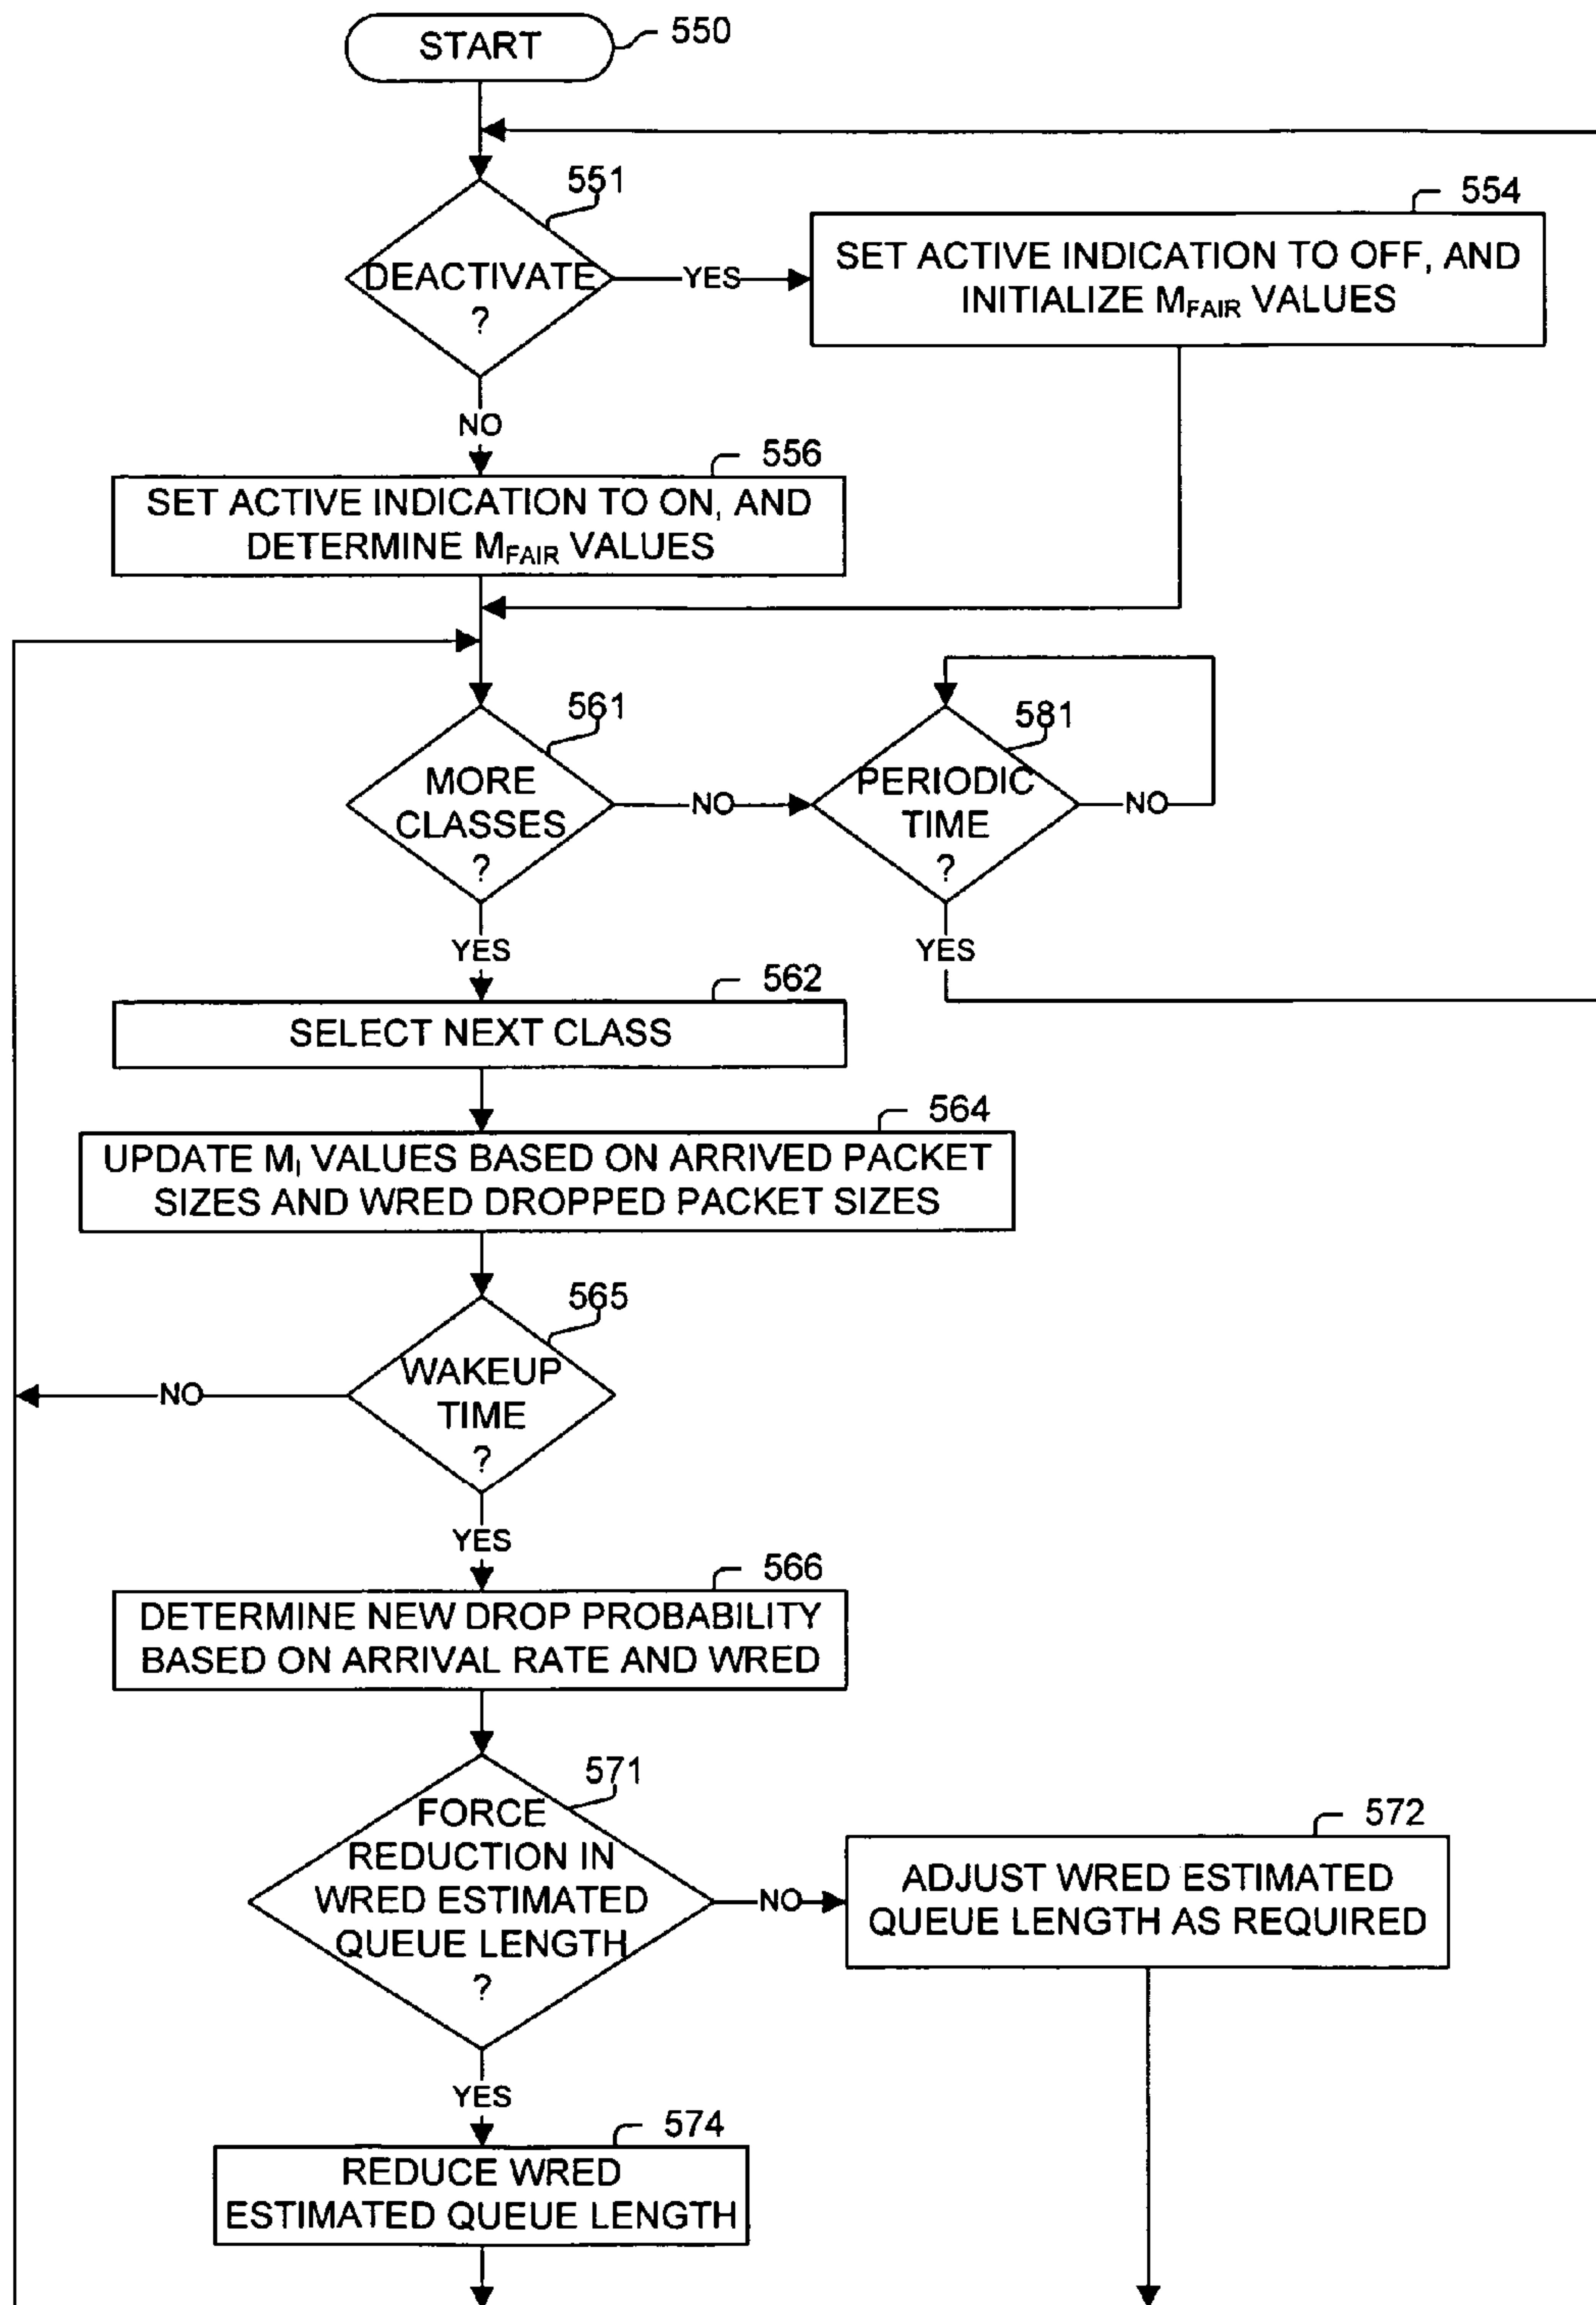 START
550
551
DEACTIVATE
?
YES
554
SET ACTIVE INDICATION TO OFF, AND
INITIALIZE MFAIR VALUES
NO
556
SET ACTIVE INDICATION TO ON, AND
DETERMINE MFAIR VALUES
561
MORE
CLASSES
?
NO
581
PERIODIC
TIME
?
NO
YES
YES
562
SELECT NEXT CLASS
564
UPDATE MI VALUES BASED ON ARRIVED PACKET
SIZES AND WRED DROPPED PACKET SIZES
565
WAKEUP
TIME
?
NO
YES
566
DETERMINE NEW DROP PROBABILITY
BASED ON ARRIVAL RATE AND WRED
571
FORCE
REDUCTION IN
WRED ESTIMATED
QUEUE LENGTH
?
NO
572
ADJUST WRED ESTIMATED
QUEUE LENGTH AS REQUIRED
YES
574
REDUCE WRED
ESTIMATED QUEUE LENGTH